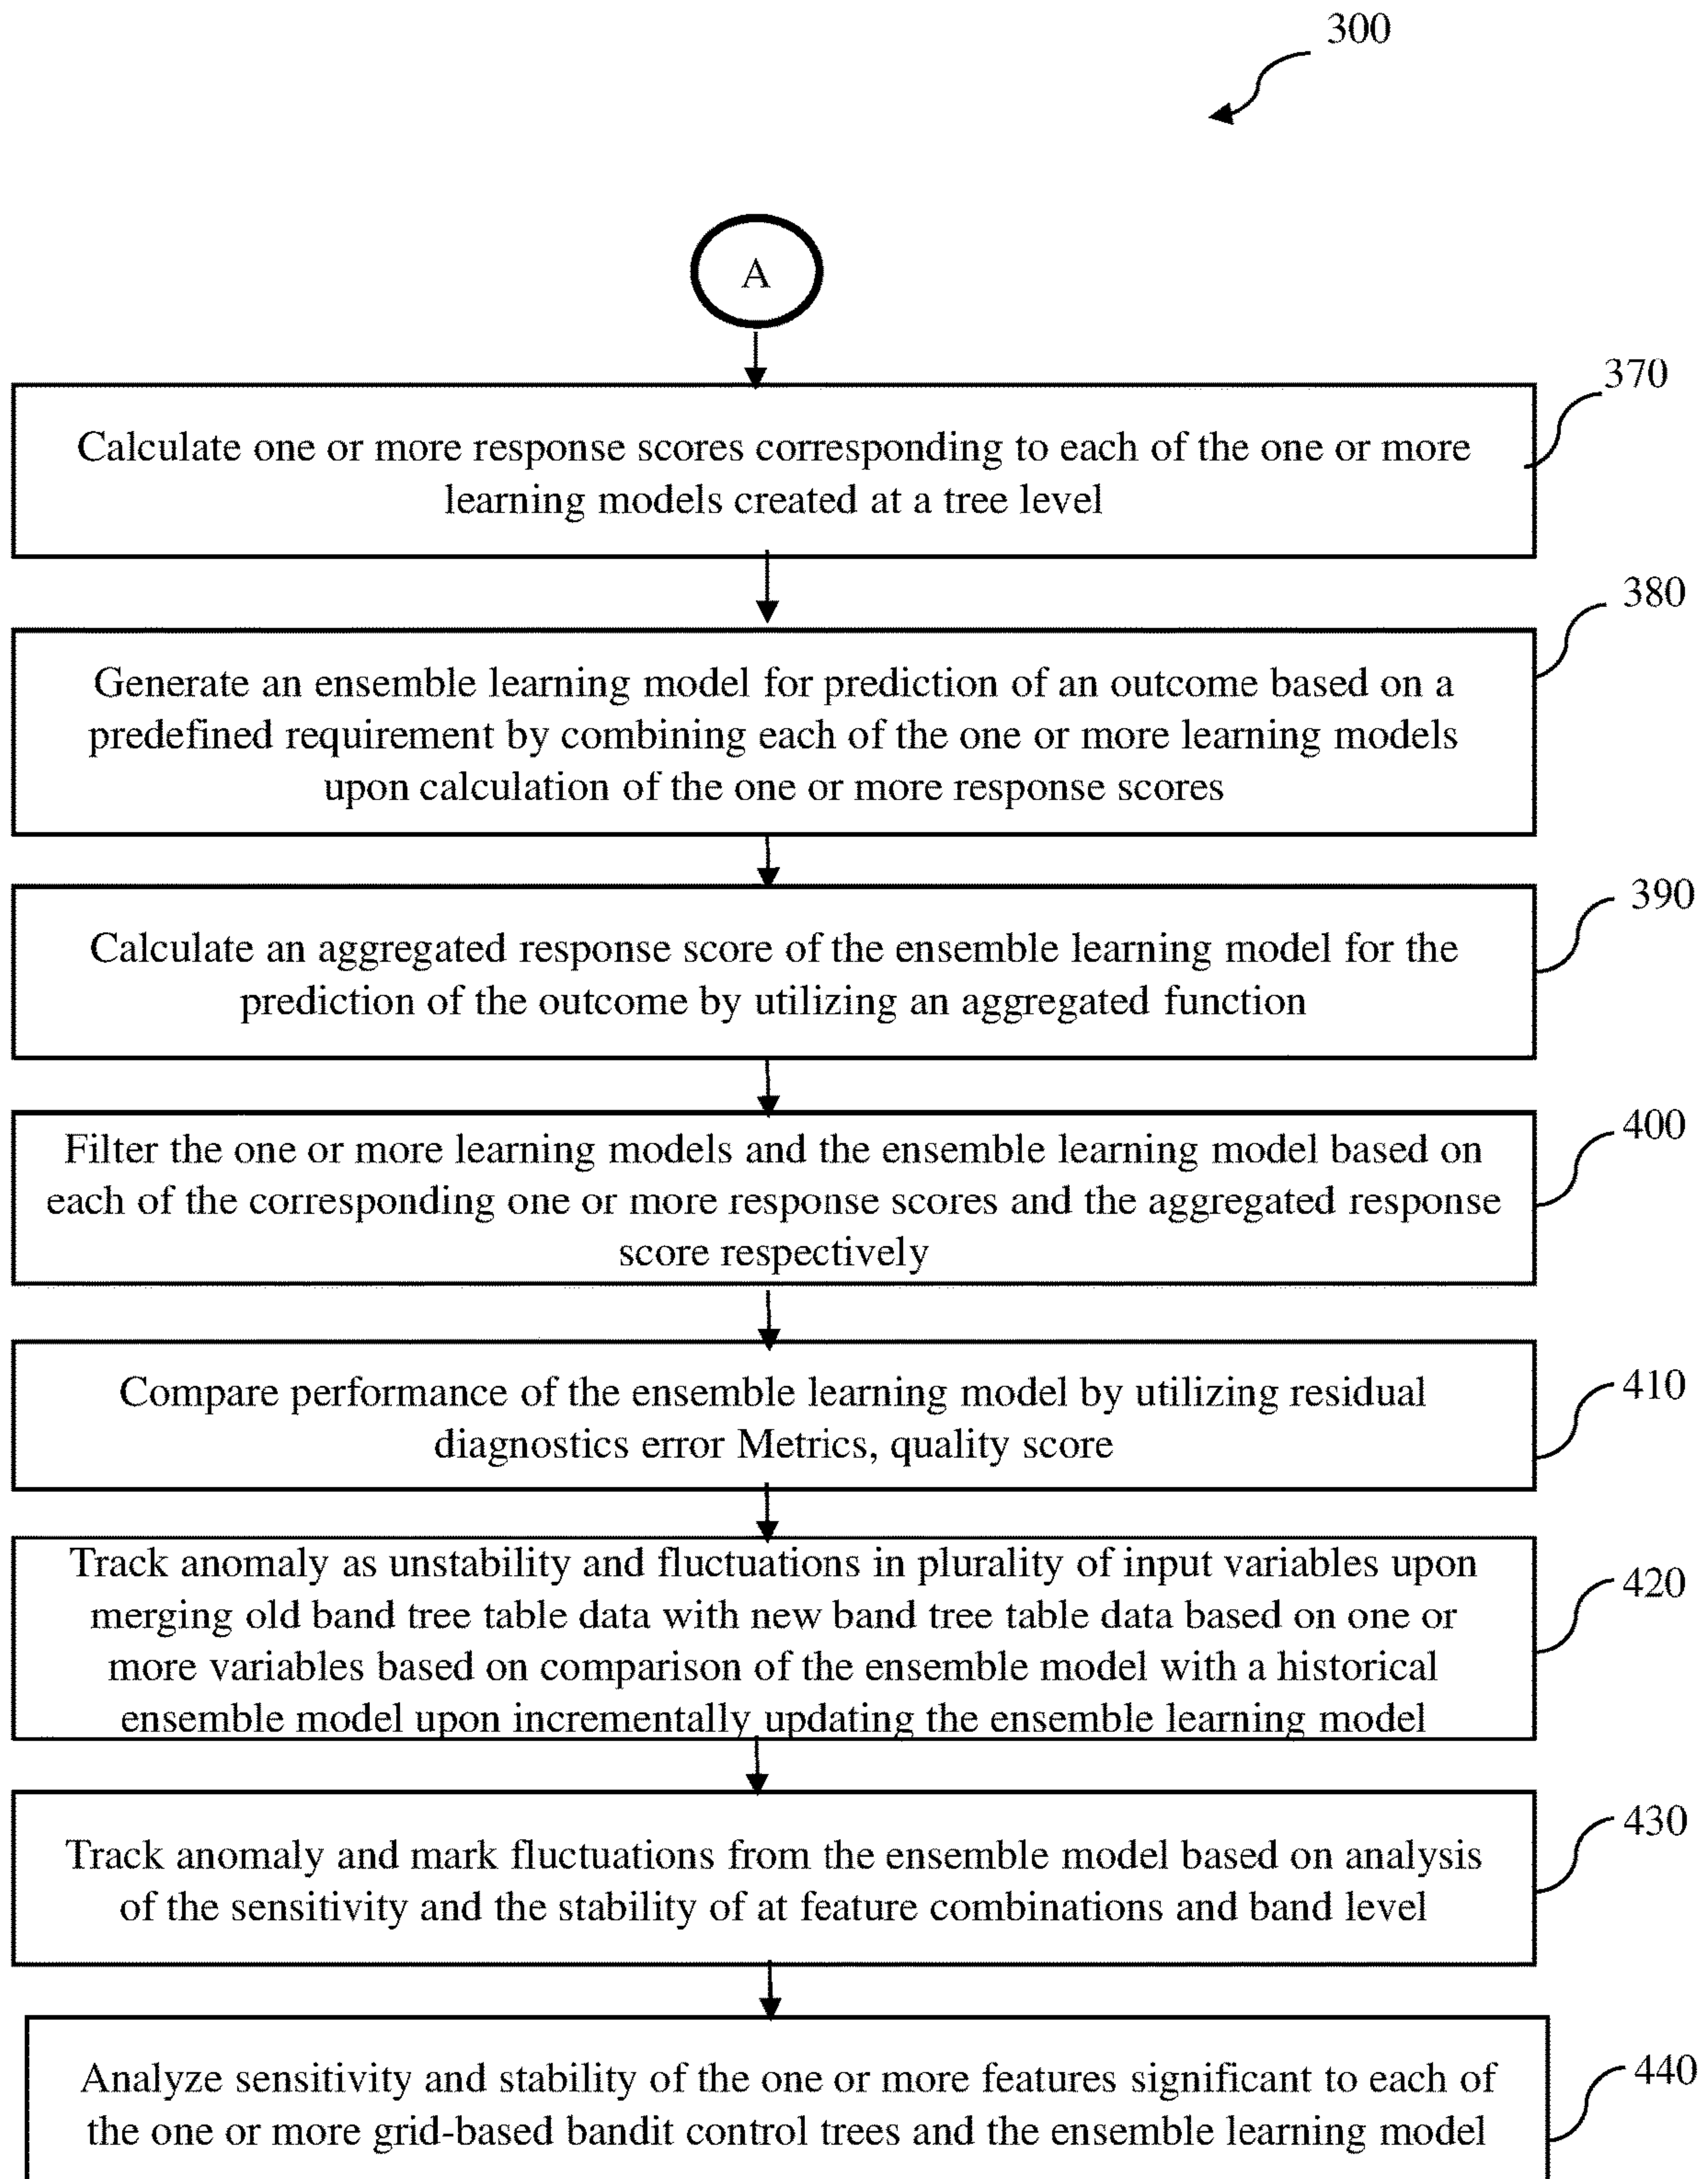 300
A
370
Calculate one or more response scores corresponding to each of the one or more
learning models created at a tree level
380
Generate an ensemble learning model for prediction of an outcome based on a
predefined requirement by combining each of the one or more learning models
upon calculation of the one or more response scores
390
Calculate an aggregated response score of the ensemble learning model for the
prediction of the outcome by utilizing an aggregated function
400
Filter the one or more learning models and the ensemble learning model based on
each of the corresponding one or more response scores and the aggregated response
score respectively
410
Compare performance of the ensemble learning model by utilizing residual
diagnostics error Metrics, quality score
420
Track anomaly as unstability and fluctuations in plurality of input variables upon
merging old band tree table data with new band tree table data based on one or
more variables based on comparison of the ensemble model with a historical
ensemble model upon incrementally updating the ensemble learning model
430
Track anomaly and mark fluctuations from the ensemble model based on analysis
of the sensitivity and the stability of at feature combinations and band level
440
Analyze sensitivity and stability of the one or more features significant to each of
the one or more grid-based bandit control trees and the ensemble learning model